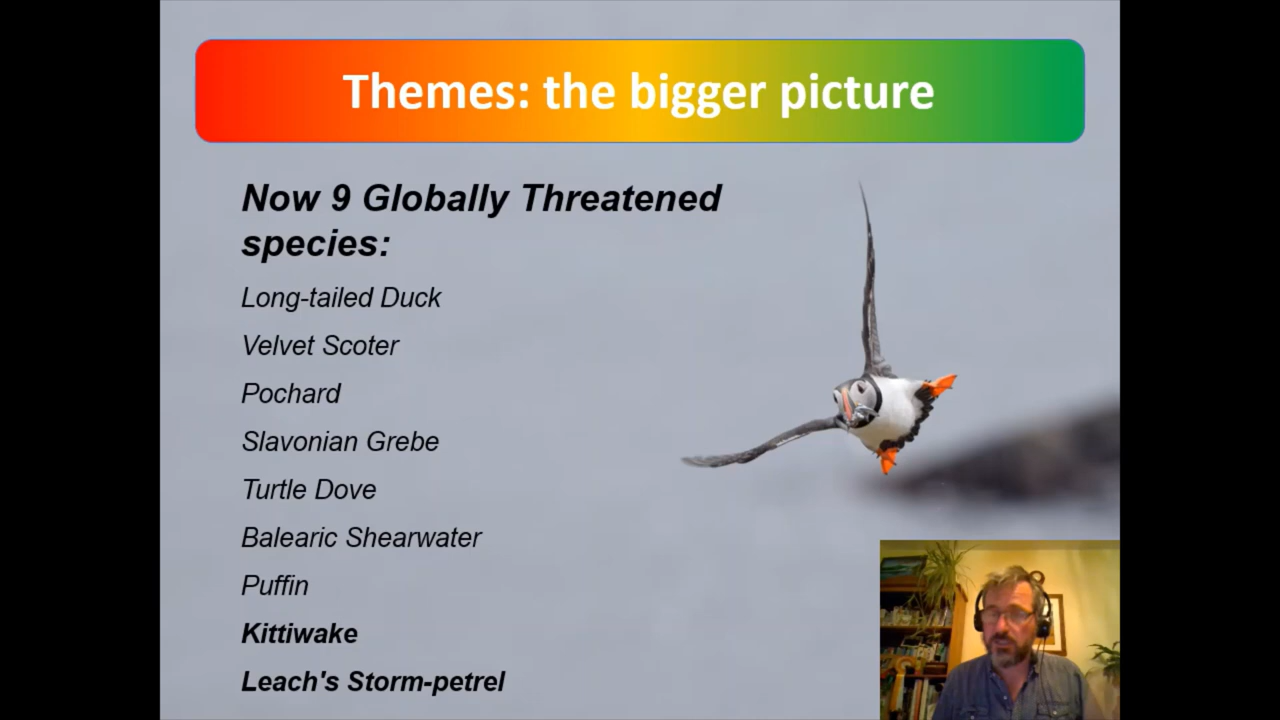 Themes: the bigger picture
Now 9 Globally Threatened
species:
Long-tailed Duck
Velvet Scoter
Pochard
Slavonian Grebe
Turtle Dove
Balearic Shearwater
Puffin
Kittiwake
Leach's Storm-petrel